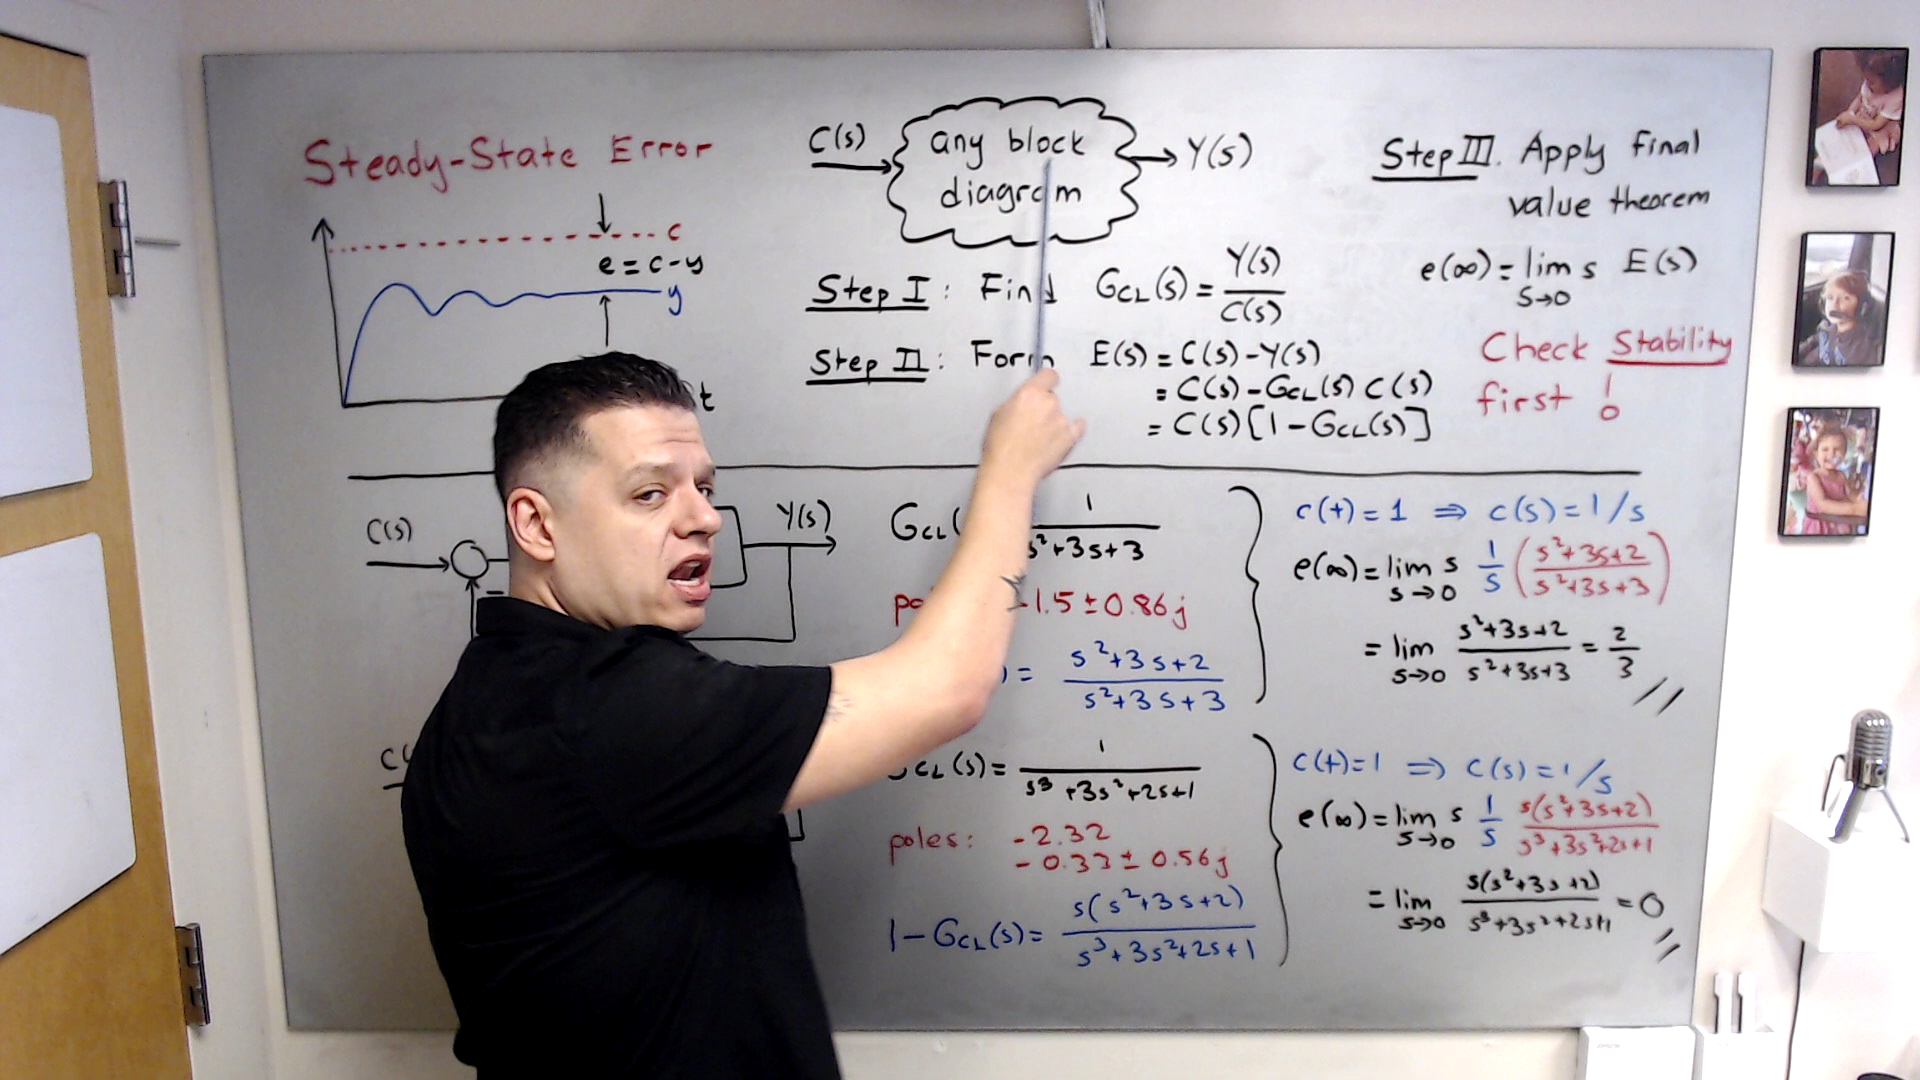 Steady-State Error
c
e = c-y
y
t
C(s)
any block
diagram
Y(s)
Step I : Find G_CL(s) = Y(s)/C(s)
Step II : Form E(s) = C(s) - Y(s)
= C(s) - G_CL(s) C(s)
= C(s) [1 - G_CL(s)]
Step III. Apply final
value theorem
e(∞) = lim s→0 s E(s)
Check Stability
first !
C(s)
-
Y(s)
1/(s²+3s+3)
-1.5 ± 0.86j
= (s²+3s+2)/(s²+3s+3)
c(t) = 1 ⇒ c(s) = 1/s
e(∞) = lim s→0 s 1/s ((s²+3s+2)/(s²+3s+3))
= lim s→0 (s²+3s+2)/(s²+3s+3) = 2/3 //
CL(s) = 1/(s³+3s²+2s+1)
poles: -2.32
-0.33 ± 0.56j
1 - G_CL(s) = s(s²+3s+2)/(s³+3s²+2s+1)
c(t) = 1 ⇒ c(s) = 1/s
e(∞) = lim s→0 s 1/s s(s²+3s+2)/(s³+3s²+2s+1)
= lim s→0 s(s²+3s+2)/(s³+3s²+2s+1) = 0 //